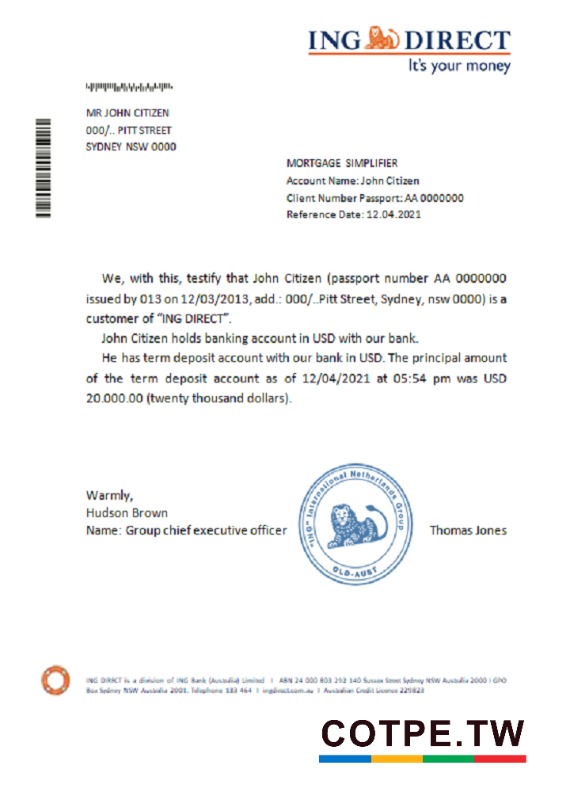 ING DIRECT
It's your money
MR JOHN CITIZEN
000/.. PITT STREET
SYDNEY NSW 0000
MORTGAGE SIMPLIFIER
Account Name: John Citizen
Client Number Passport: AA 0000000
Reference Date: 12.04.2021
We, with this, testify that John Citizen (passport number AA 0000000
issued by 013 on 12/03/2013, add.: 000/..Pitt Street, Sydney, nsw 0000) is a
customer of “ING DIRECT”.
John Citizen holds banking account in USD with our bank.
He has term deposit account with our bank in USD. The principal amount
of the term deposit account as of 12/04/2021 at 05:54 pm was USD
20.000.00 (twenty thousand dollars).
Warmly,
Hudson Brown
Name: Group chief executive officer
"ING" International Netherlands Group
OLD-AUST
Thomas Jones
ING DIRECT is a division of ING Bank (Australia) Limited | ABN 24 000 893 292 140 Sussex Street Sydney NSW Australia 2000 | GPO
Box Sydney NSW Australia 2001. Telephone 133 464 | ingdirect.com.au | Australian Credit Licence 229823
COTPE.TW